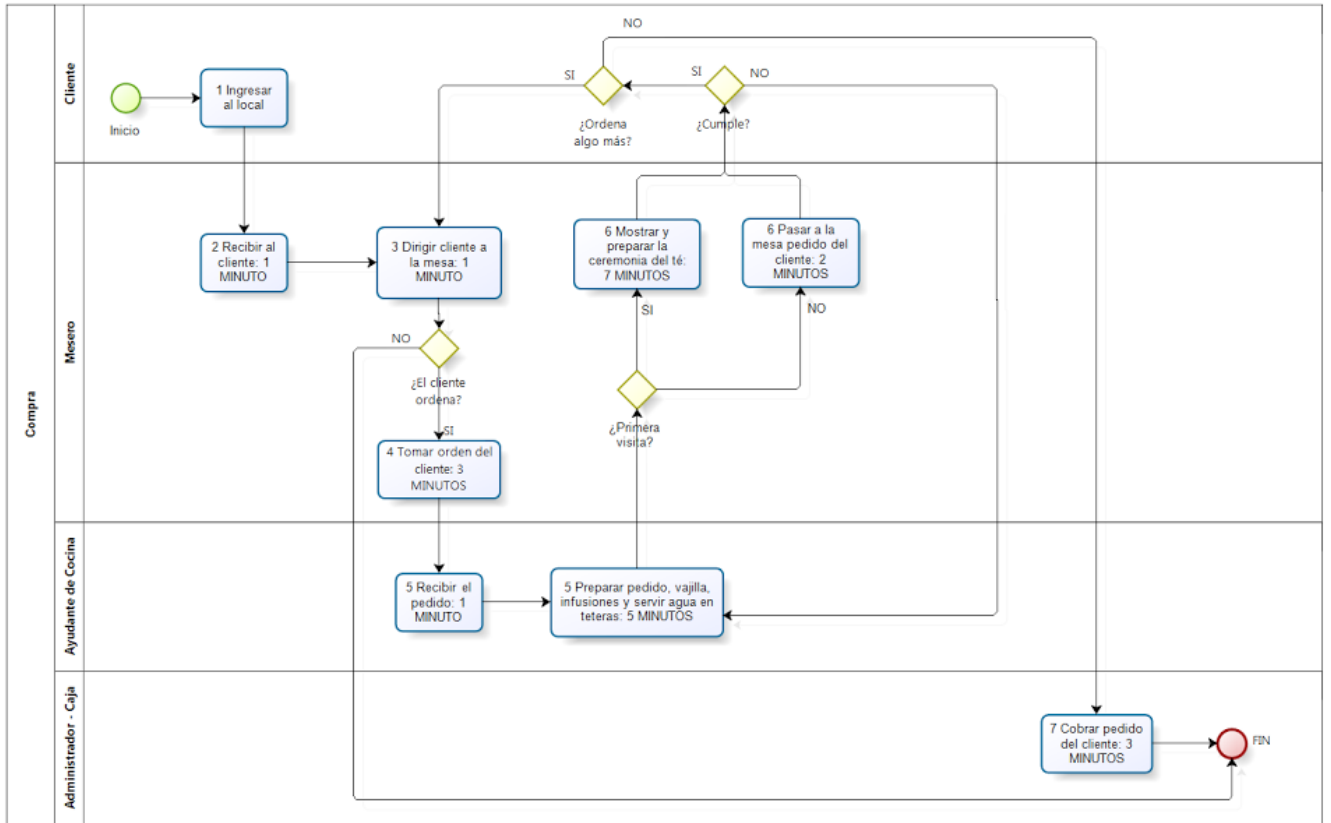 Compra
Cliente
Inicio
1 Ingresar
al local
SI
NO
¿Ordena
algo más?
SI
NO
¿Cumple?
Mesero
2 Recibir al
cliente: 1
MINUTO
3 Dirigir cliente a
la mesa: 1
MINUTO
6 Mostrar y
preparar la
ceremonia del té:
7 MINUTOS
6 Pasar a la
mesa pedido del
cliente: 2
MINUTOS
SI
NO
NO
¿El cliente
ordena?
SI
¿Primera
visita?
4 Tomar orden del
cliente: 3
MINUTOS
Ayudante de Cocina
5 Recibir el
pedido: 1
MINUTO
5 Preparar pedido, vajilla,
infusiones y servir agua en
teteras: 5 MINUTOS
Administrador - Caja
7 Cobrar pedido
del cliente: 3
MINUTOS
FIN